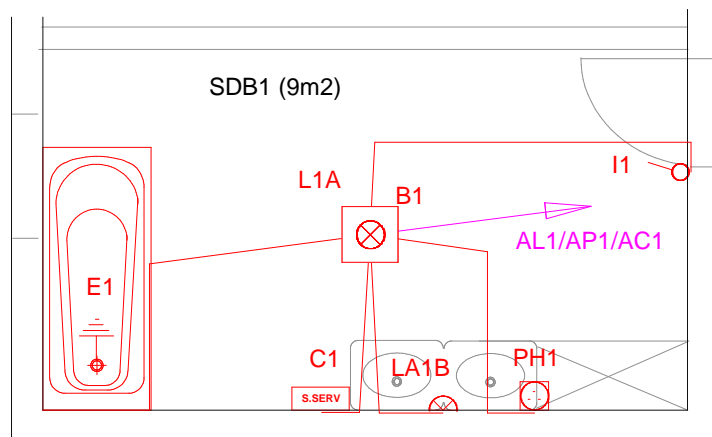 SDB1 (9m2)
I1
L1A
B1
AL1/AP1/AC1
E1
C1
LA1B
PH1
S.SERV